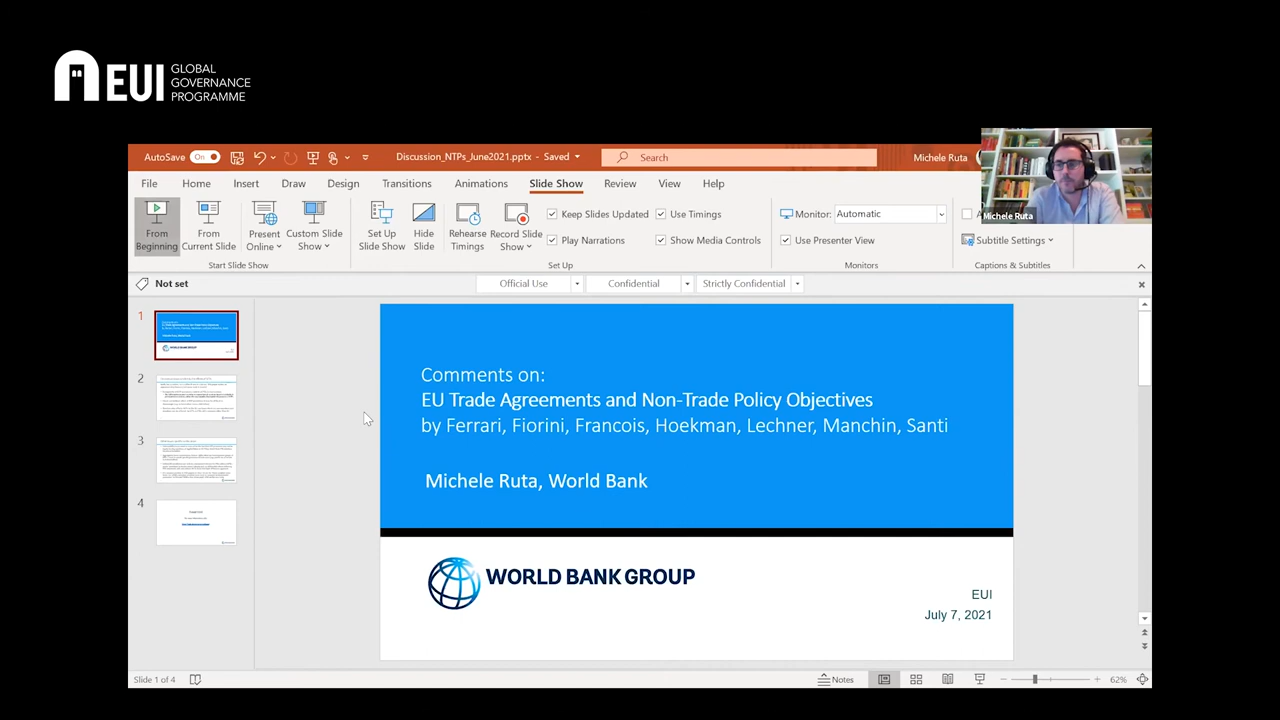 EUI
GLOBAL
GOVERNANCE
PROGRAMME
AutoSave On
Discussion_NTPs_June2021.pptx - Saved
Search
Michele Ruta
Michele Ruta
File Home Insert Draw Design Transitions Animations Slide Show Review View Help
From Beginning
From Current Slide
Present Online
Custom Slide Show
Start Slide Show
Set Up Slide Show
Hide Slide
Rehearse Timings
Record Slide Show
Keep Slides Updated
Play Narrations
Use Timings
Show Media Controls
Set Up
Monitor: Automatic
Use Presenter View
Monitors
Subtitle Settings
Captions & Subtitles
Not set
Official Use
Confidential
Strictly Confidential
1
2
3
4
Comments on:
EU Trade Agreements and Non-Trade Policy Objectives
by Ferrari, Fiorini, Francois, Hoekman, Lechner, Manchin, Santi
Michele Ruta, World Bank
WORLD BANK GROUP
EUI
July 7, 2021
Slide 1 of 4
Notes
62%